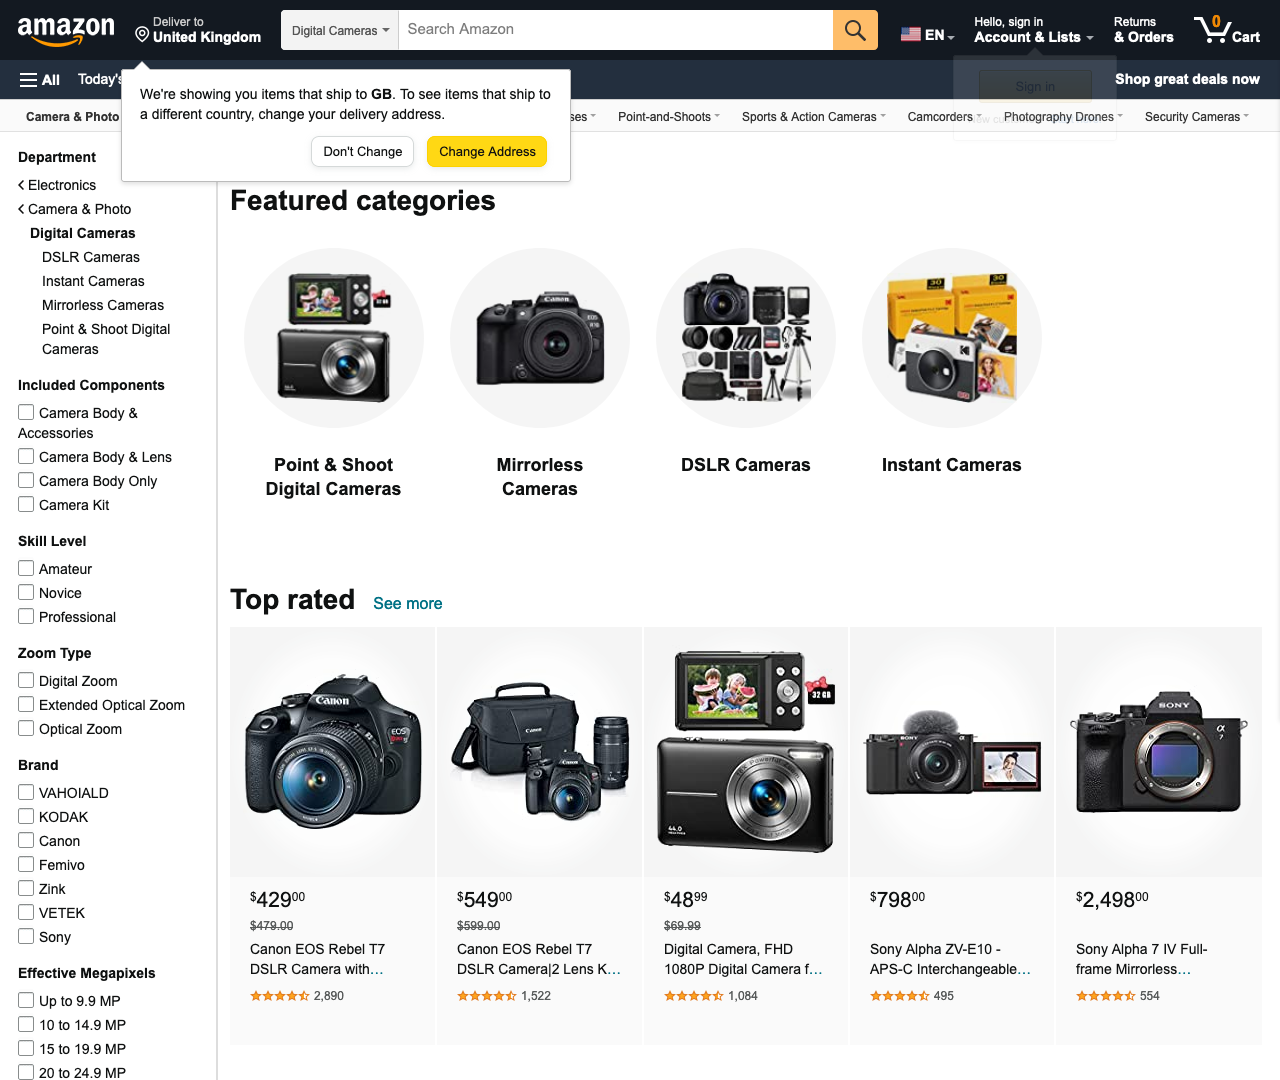 amazon
Deliver to
United Kingdom
Digital Cameras
Search Amazon
EN
Hello, sign in
Account & Lists
Returns
& Orders
0
Cart
All
Today's
Shop great deals now
Sign in
We're showing you items that ship to GB. To see items that ship to
a different country, change your delivery address.
Don't Change
Change Address
Camera & Photo
ses
Point-and-Shoots
Sports & Action Cameras
Camcorders
Photography Drones
Security Cameras
Department
Electronics
Camera & Photo
Digital Cameras
DSLR Cameras
Instant Cameras
Mirrorless Cameras
Point & Shoot Digital
Cameras
Included Components
Camera Body &
Accessories
Camera Body & Lens
Camera Body Only
Camera Kit
Skill Level
Amateur
Novice
Professional
Zoom Type
Digital Zoom
Extended Optical Zoom
Optical Zoom
Brand
VAHOIALD
KODAK
Canon
Femivo
Zink
VETEK
Sony
Effective Megapixels
Up to 9.9 MP
10 to 14.9 MP
15 to 19.9 MP
20 to 24.9 MP
Featured categories
Point & Shoot
Digital Cameras
Mirrorless
Cameras
DSLR Cameras
Instant Cameras
Top rated
See more
Canon
EOS
32 GB
44.0
SONY
α
7
$429.00
$479.00
Canon EOS Rebel T7
DSLR Camera with…
2,890
$549.00
$599.00
Canon EOS Rebel T7
DSLR Camera|2 Lens K…
1,522
$48.99
$69.99
Digital Camera, FHD
1080P Digital Camera f…
1,084
$798.00
Sony Alpha ZV-E10 -
APS-C Interchangeable…
495
$2,498.00
Sony Alpha 7 IV Full-
frame Mirrorless…
554